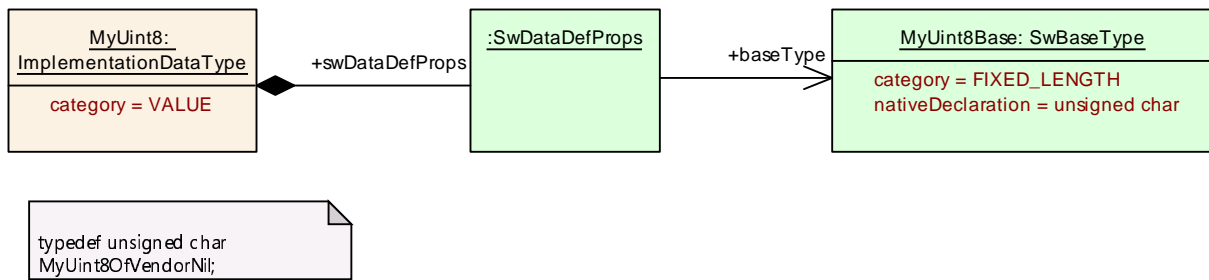 MyUint8:
ImplementationDataType
category = VALUE
+swDataDefProps
:SwDataDefProps
+baseType
MyUint8Base: SwBaseType
category = FIXED_LENGTH
nativeDeclaration = unsigned char
typedef unsigned char
MyUint8OfVendorNil;